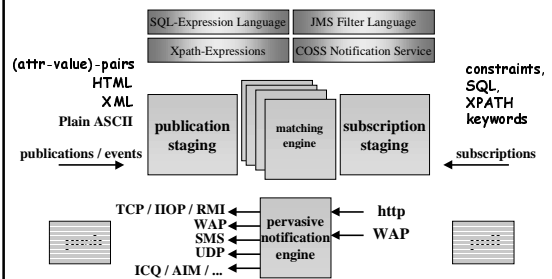 SQL-Expression Language
JMS Filter Language
Xpath-Expressions
COSS Notification Service
(attr-value)-pairs
HTML
XML
Plain ASCII
publications / events
publication
staging
matching
engine
subscription
staging
constraints,
SQL,
XPATH
keywords
subscriptions
TCP / IIOP / RMI
WAP
SMS
UDP
ICQ / AIM / ...
pervasive
notification
engine
http
WAP